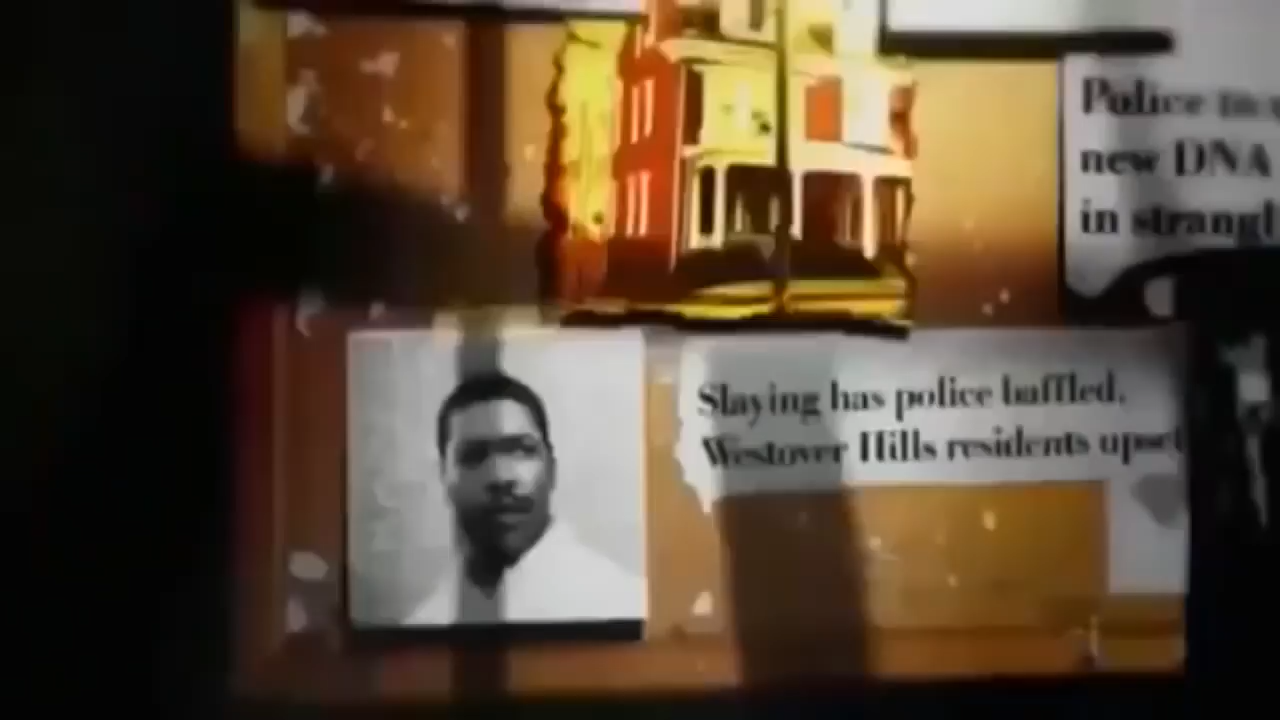 Police
new DNA
in strangl
Slaying has police baffled,
Westover Hills residents upset